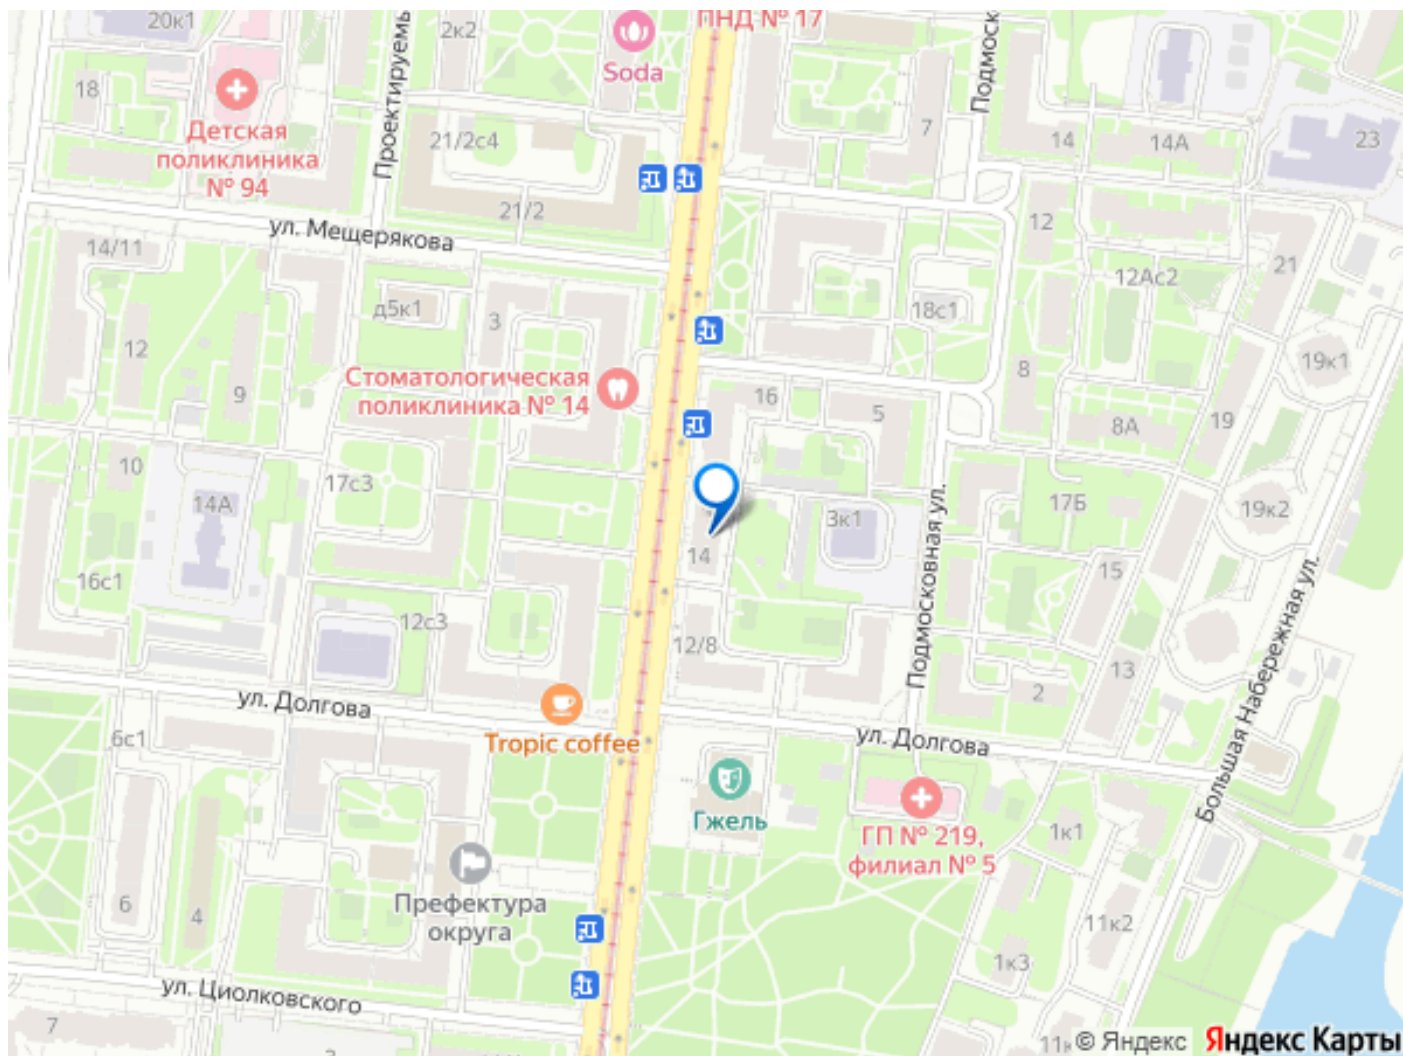 20к1
2к2
ПНД № 17
Soda
Проектируемы
Подмоск
18
Детская
поликлиника
№ 94
21/2с4
7
14
14А
23
21/2
ул. Мещерякова
12
14/11
21
12Ас2
д5к1
3
18с1
12
9
19к1
8
Стоматологическая
поликлиника № 14
16
5
19
8А
10
17с3
14А
17Б
19к2
3к1
14
Подмосковная ул.
15
16с1
12с3
12/8
13
2
Большая Набережная ул.
ул. Долгова
6с1
Tropic coffee
ул. Долгова
Гжель
ГП № 219,
филиал № 5
1к1
6
4
Префектура
округа
11к2
1к3
ул. Циолковского
7
11к
© Яндекс Яндекс Карты